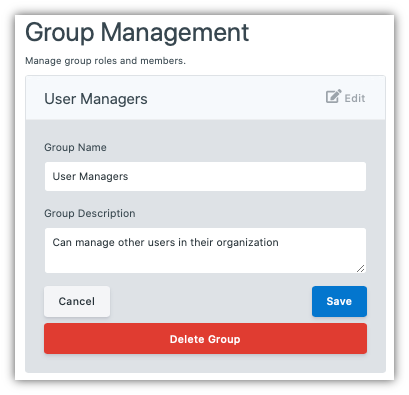 Group Management
Manage group roles and members.
User Managers
Edit
Group Name
User Managers
Group Description
Can manage other users in their organization
Cancel
Save
Delete Group